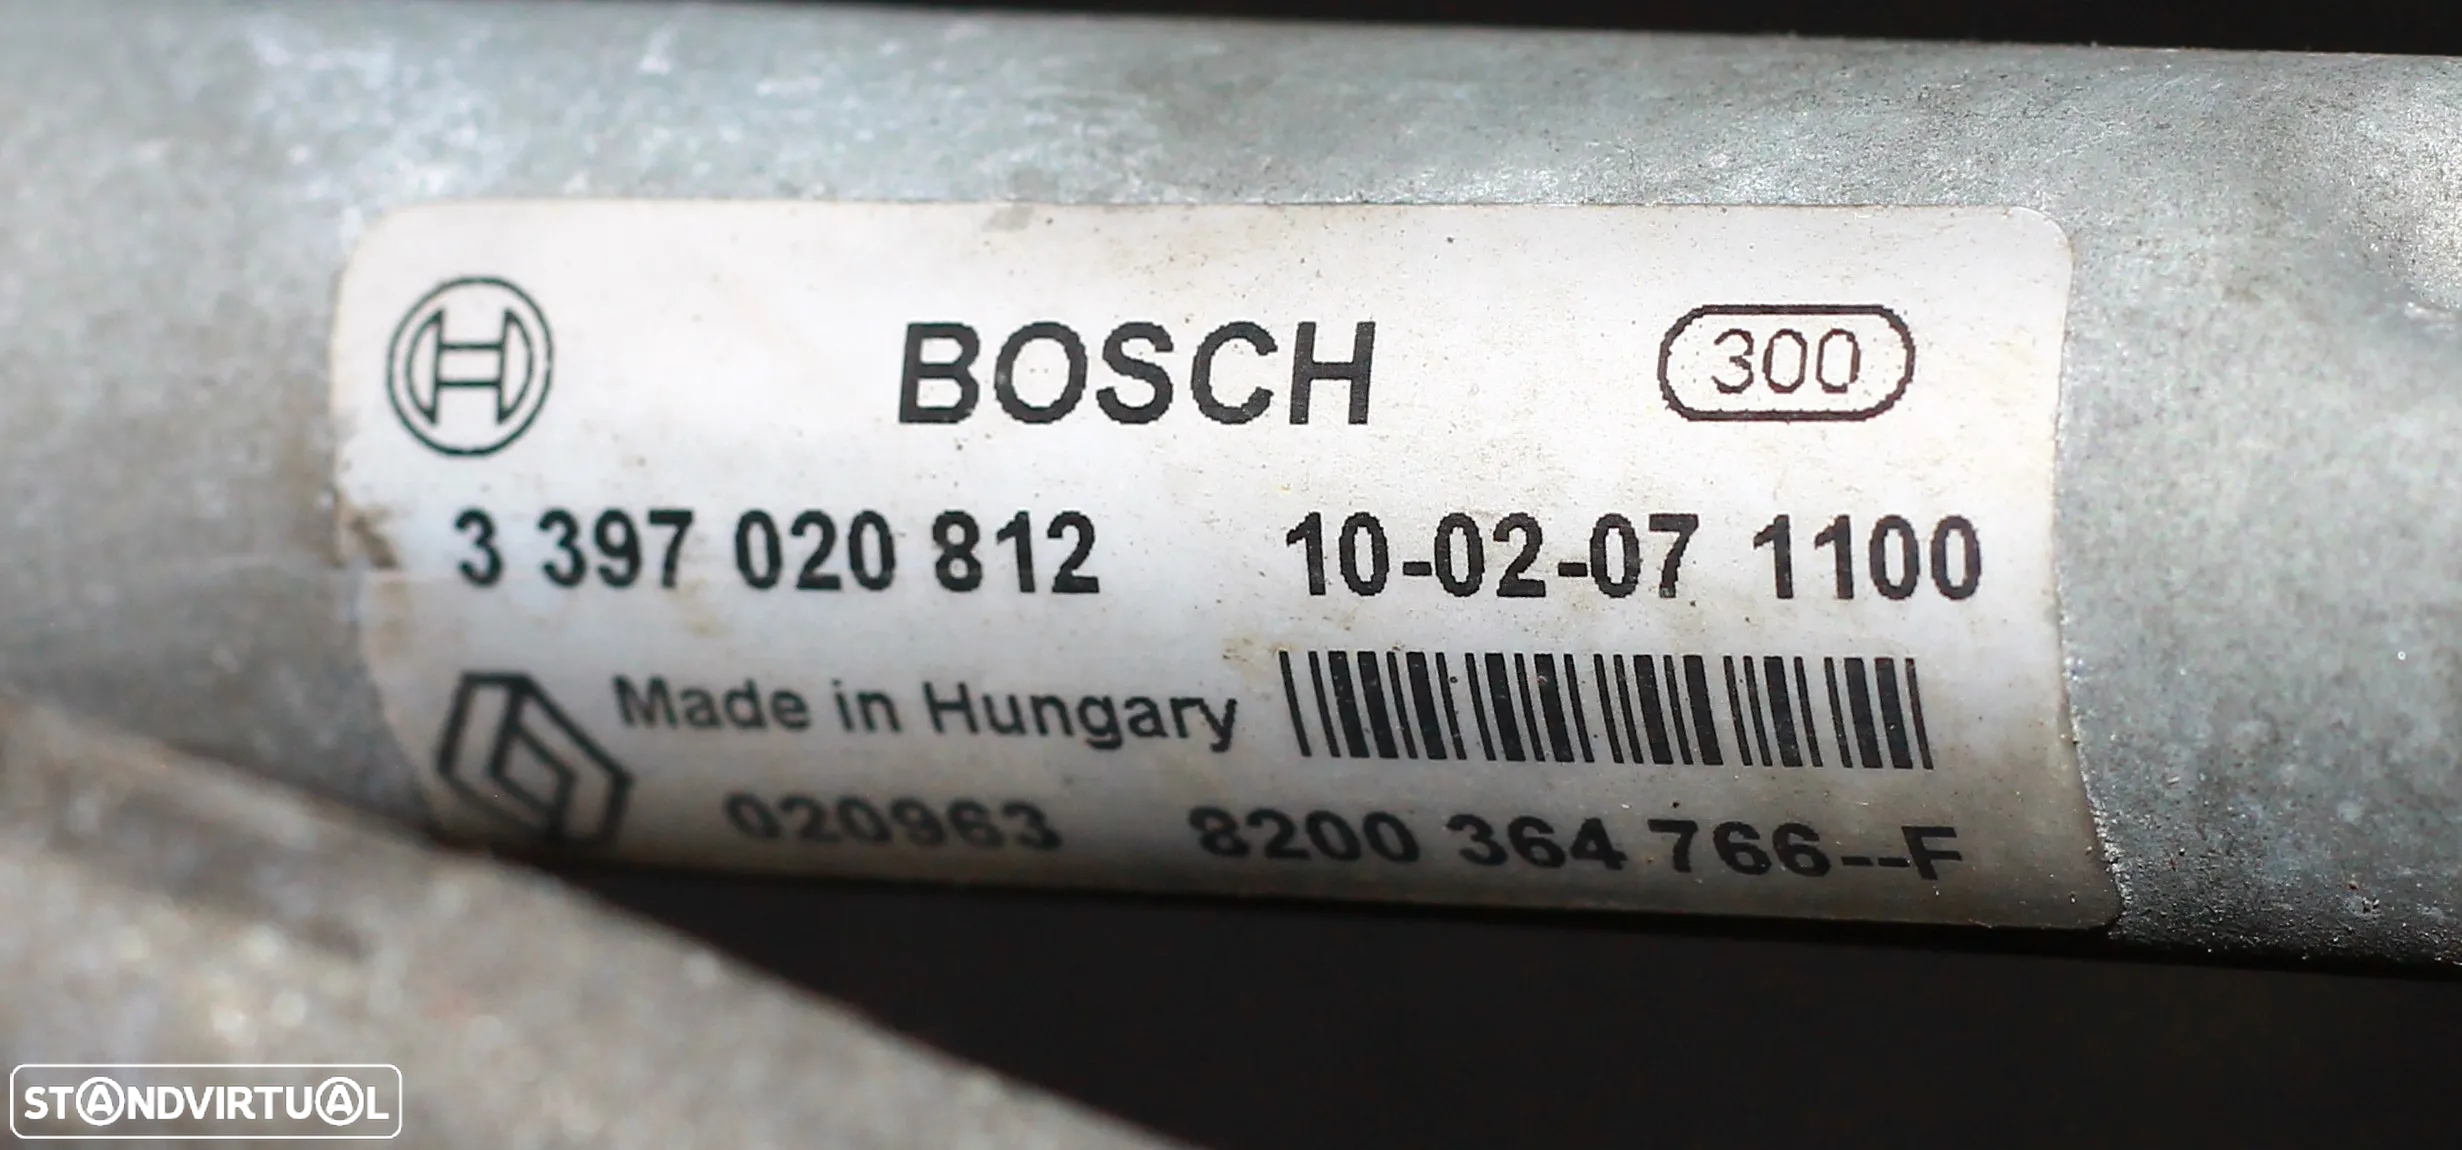 BOSCH 300
3 397 020 812 10-02-07 1100
Made in Hungary
020963 8200 364 766--F
STANDVIRTUAL